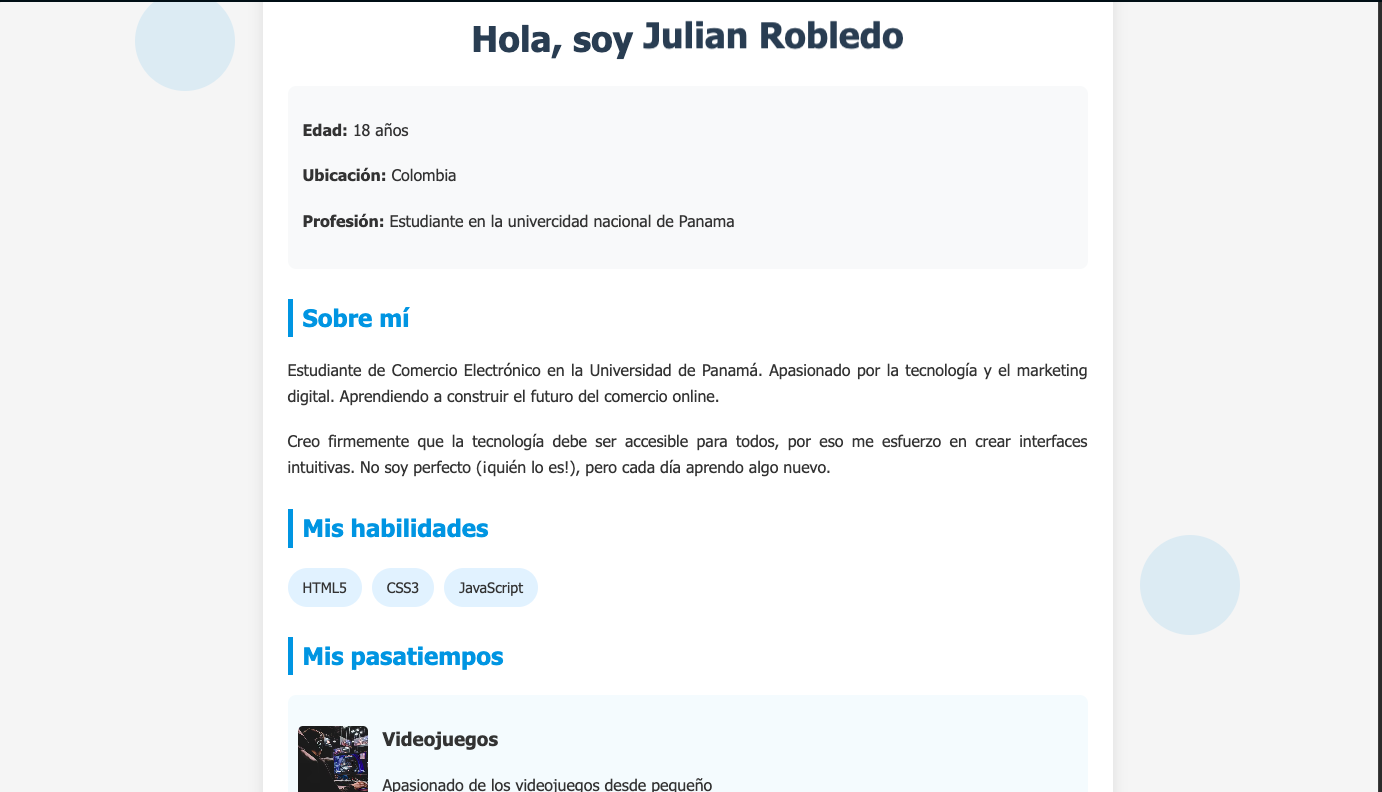 Hola, soy Julian Robledo
Edad: 18 años
Ubicación: Colombia
Profesión: Estudiante en la univercidad nacional de Panama
Sobre mí
Estudiante de Comercio Electrónico en la Universidad de Panamá. Apasionado por la tecnología y el marketing
digital. Aprendiendo a construir el futuro del comercio online.
Creo firmemente que la tecnología debe ser accesible para todos, por eso me esfuerzo en crear interfaces
intuitivas. No soy perfecto (¡quién lo es!), pero cada día aprendo algo nuevo.
Mis habilidades
HTML5 CSS3 JavaScript
Mis pasatiempos
Videojuegos
Apasionado de los videojuegos desde pequeño